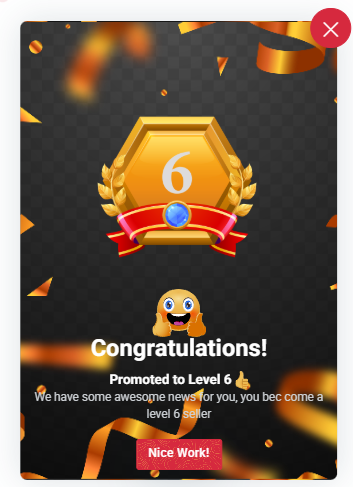 6
Congratulations!
Promoted to Level 6 👍
We have some awesome news for you, you bec come a
level 6 seller
Nice Work!